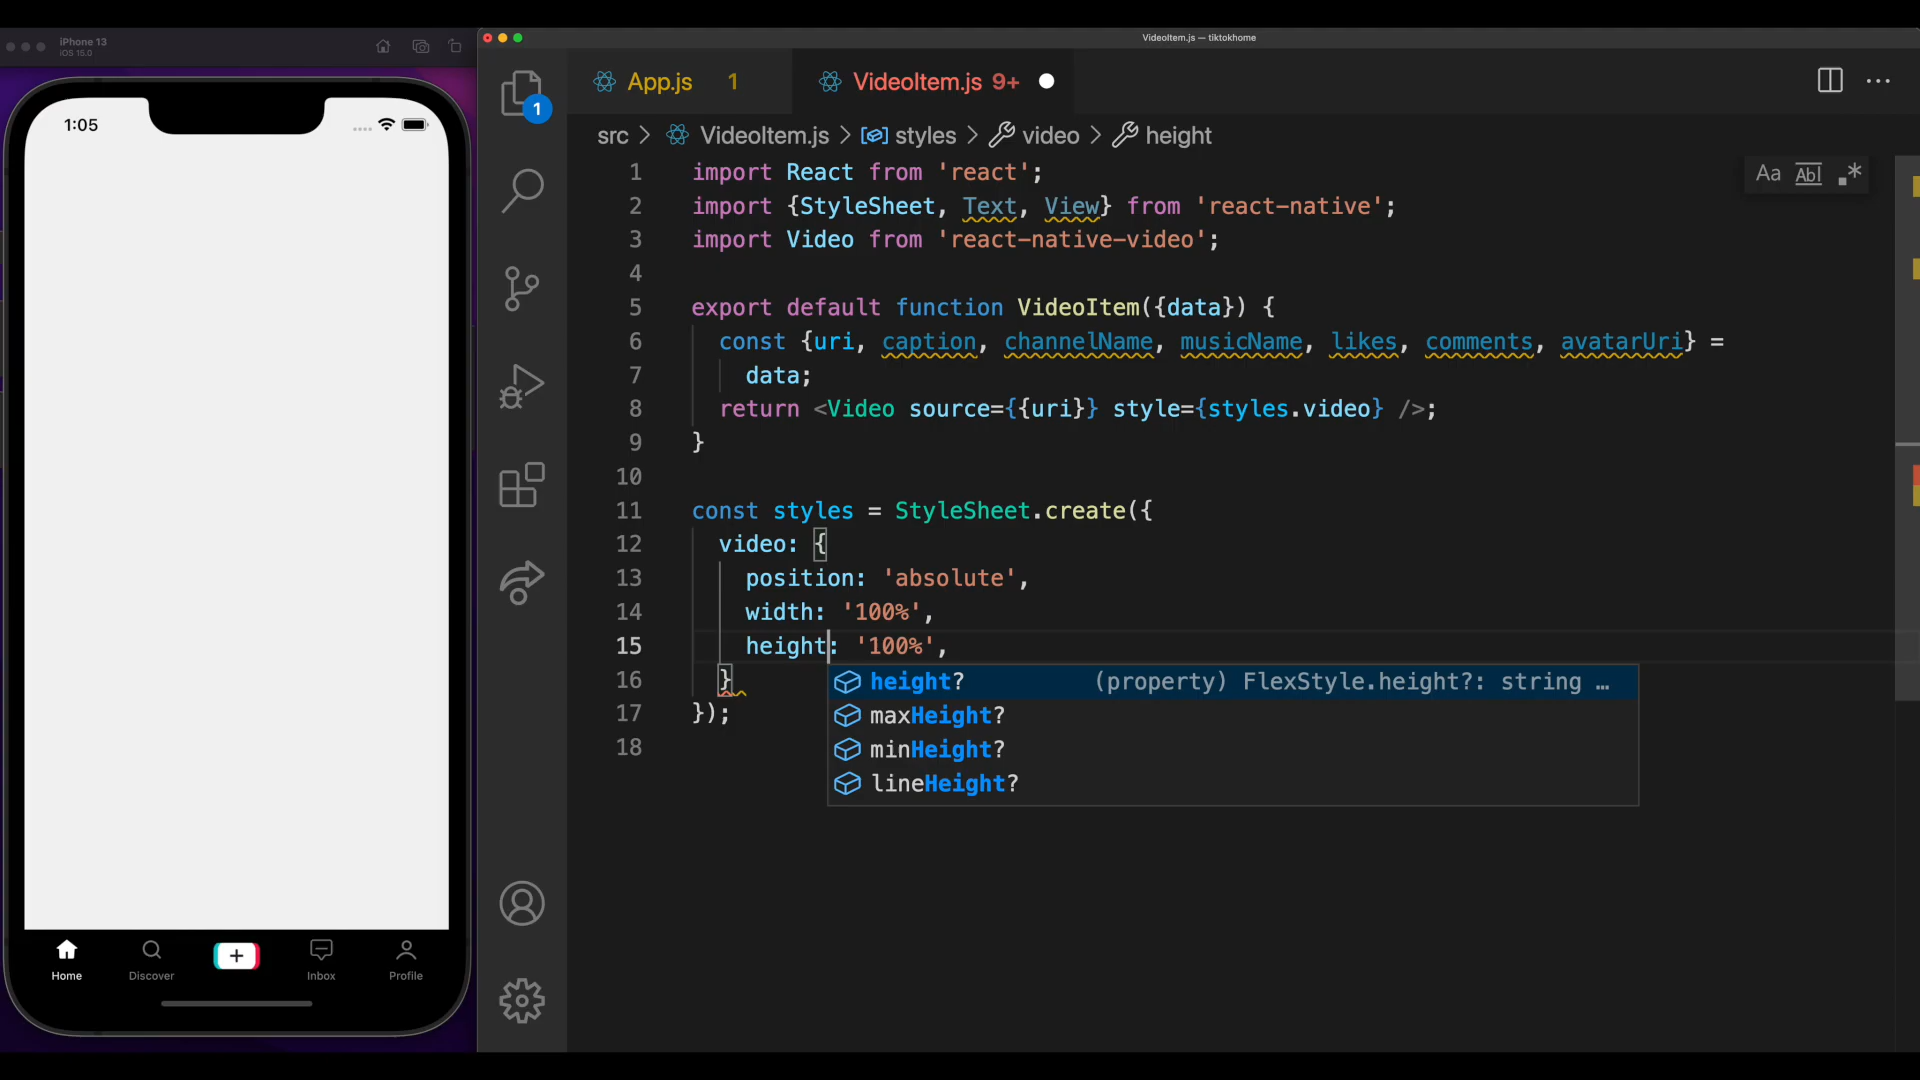 iPhone 13
iOS 15.0
1:05
Home
Discover
Inbox
Profile
VideoItem.js — tiktokhome
1
App.js 1
VideoItem.js 9+
src > VideoItem.js > styles > video > height
Aa Abl .*
1 import React from 'react';
2 import {StyleSheet, Text, View} from 'react-native';
3 import Video from 'react-native-video';
4
5 export default function VideoItem({data}) {
6 const {uri, caption, channelName, musicName, likes, comments, avatarUri} =
7 data;
8 return <Video source={{uri}} style={styles.video} />;
9 }
10
11 const styles = StyleSheet.create({
12 video: {
13 position: 'absolute',
14 width: '100%',
15 height: '100%',
16 }
17 });
18
height? (property) FlexStyle.height?: string …
maxHeight?
minHeight?
lineHeight?